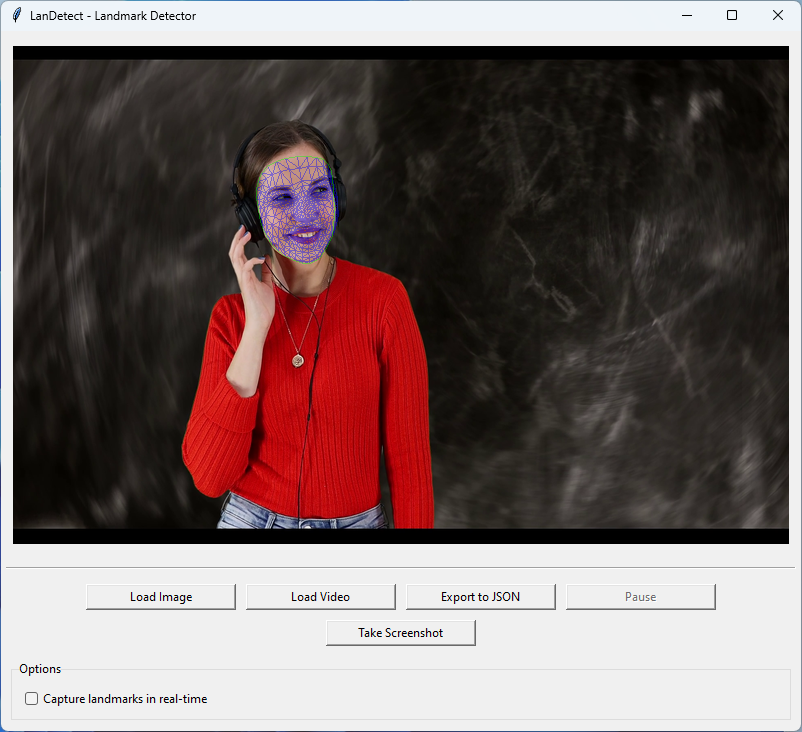 LanDetect - Landmark Detector
Load Image
Load Video
Export to JSON
Pause
Take Screenshot
Options
Capture landmarks in real-time